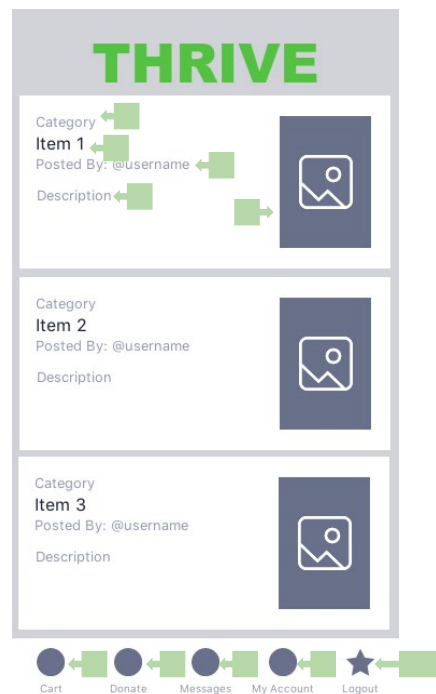 THRIVE
Category
Item 1
Posted By: @username
Description
Category
Item 2
Posted By: @username
Description
Category
Item 3
Posted By: @username
Description
Cart Donate Messages My Account Logout